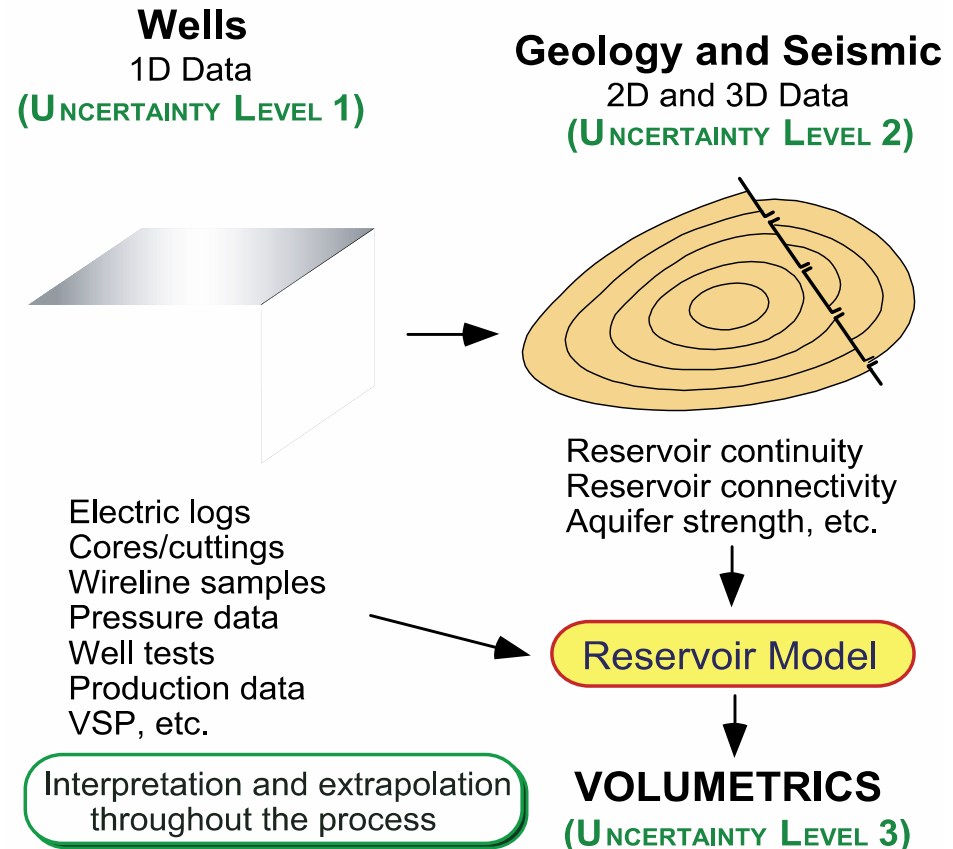 Wells
1D Data
(UNCERTAINTY LEVEL 1)
Geology and Seismic
2D and 3D Data
(UNCERTAINTY LEVEL 2)
Reservoir continuity
Reservoir connectivity
Aquifer strength, etc.
Electric logs
Cores/cuttings
Wireline samples
Pressure data
Well tests
Production data
VSP, etc.
Reservoir Model
Interpretation and extrapolation
throughout the process
VOLUMETRICS
(UNCERTAINTY LEVEL 3)